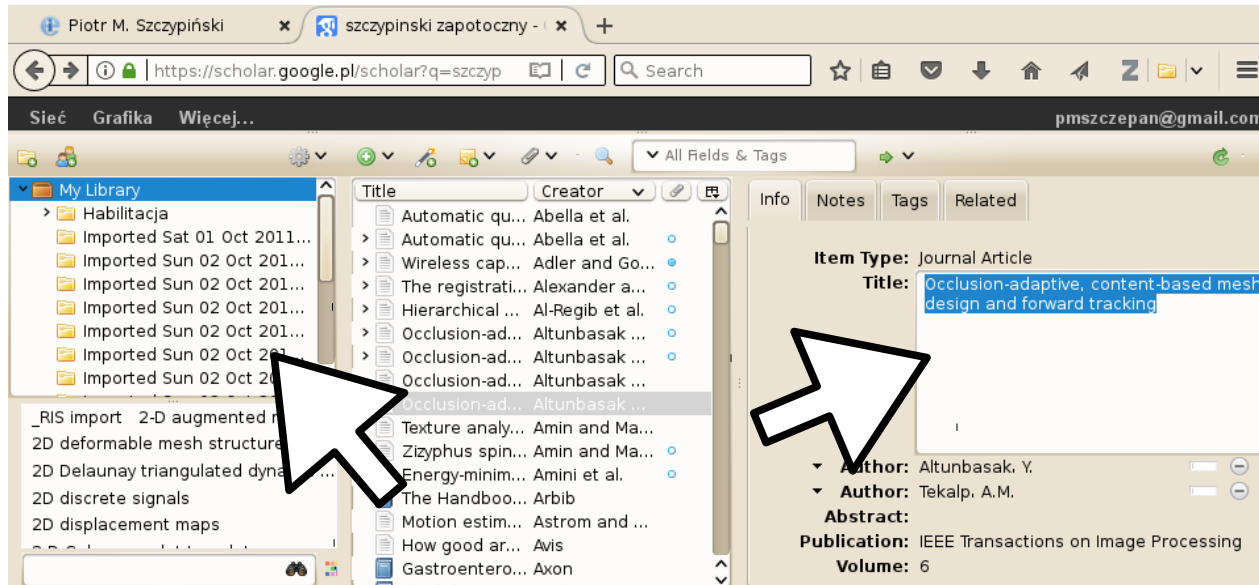 Piotr M. Szczypiński
szczypinski zapotoczny -
https://scholar.google.pl/scholar?q=szczyp
Search
Sieć Grafika Więcej...
pmszczepan@gmail.com
All Fields & Tags
My Library
Habilitacja
Imported Sat 01 Oct 2011...
Imported Sun 02 Oct 201...
Imported Sun 02 Oct 201...
Imported Sun 02 Oct 201...
Imported Sun 02 Oct 201...
Imported Sun 02 Oct 201...
Imported Sun 02 Oct 20
_RIS import 2-D augmented
2D deformable mesh structure
2D Delaunay triangulated dyna ...
2D discrete signals
2D displacement maps
Title Creator
Automatic qu... Abella et al.
Automatic qu... Abella et al.
Wireless cap... Adler and Go...
The registrati... Alexander a...
Hierarchical ... Al-Regib et al.
Occlusion-ad... Altunbasak ...
Occlusion-ad... Altunbasak ...
Occlusion-ad... Altunbasak ...
Occlusion-ad... Altunbasak ...
Texture analy... Amin and Ma...
Zizyphus spin... Amin and Ma...
Energy-minim... Amini et al.
The Handboo... Arbib
Motion estim... Astrom and ...
How good ar... Avis
Gastroentero... Axon
Info Notes Tags Related
Item Type: Journal Article
Title: Occlusion-adaptive, content-based mesh
design and forward tracking
Author: Altunbasak, Y.
Author: Tekalp, A.M.
Abstract:
Publication: IEEE Transactions on Image Processing
Volume: 6